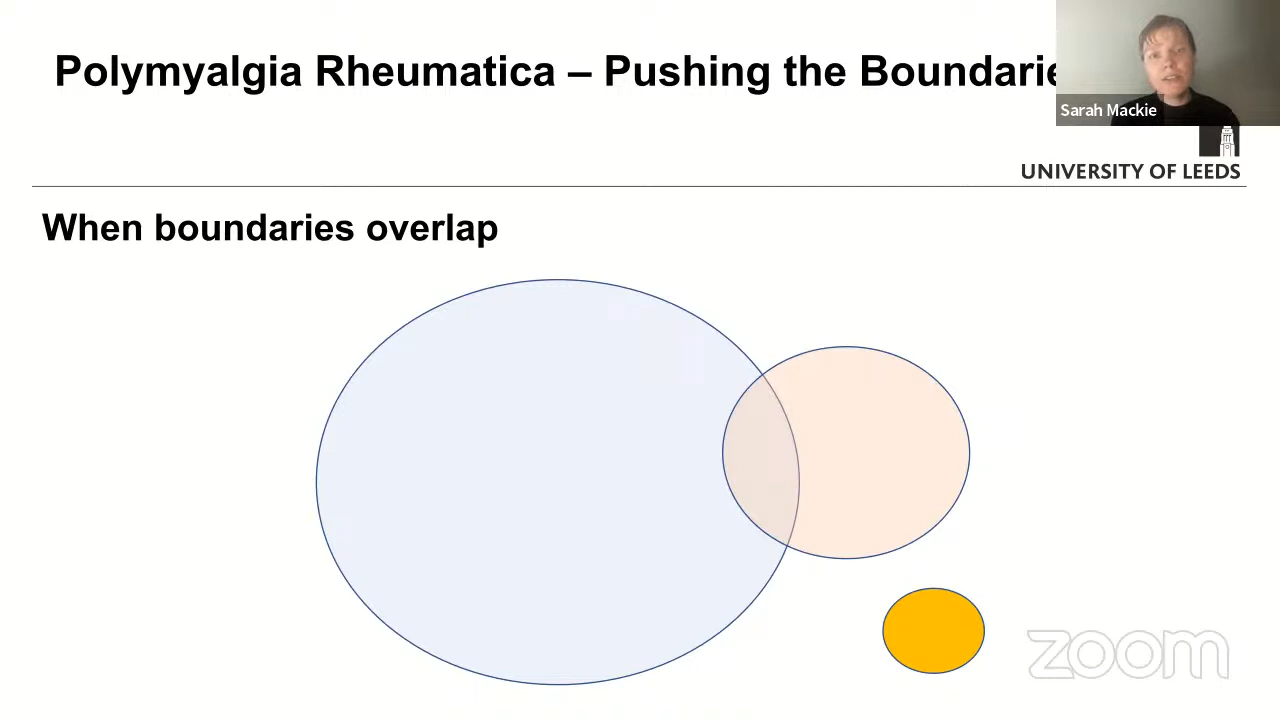 Polymyalgia Rheumatica – Pushing the Boundarie
Sarah Mackie
UNIVERSITY OF LEEDS
When boundaries overlap
zoom